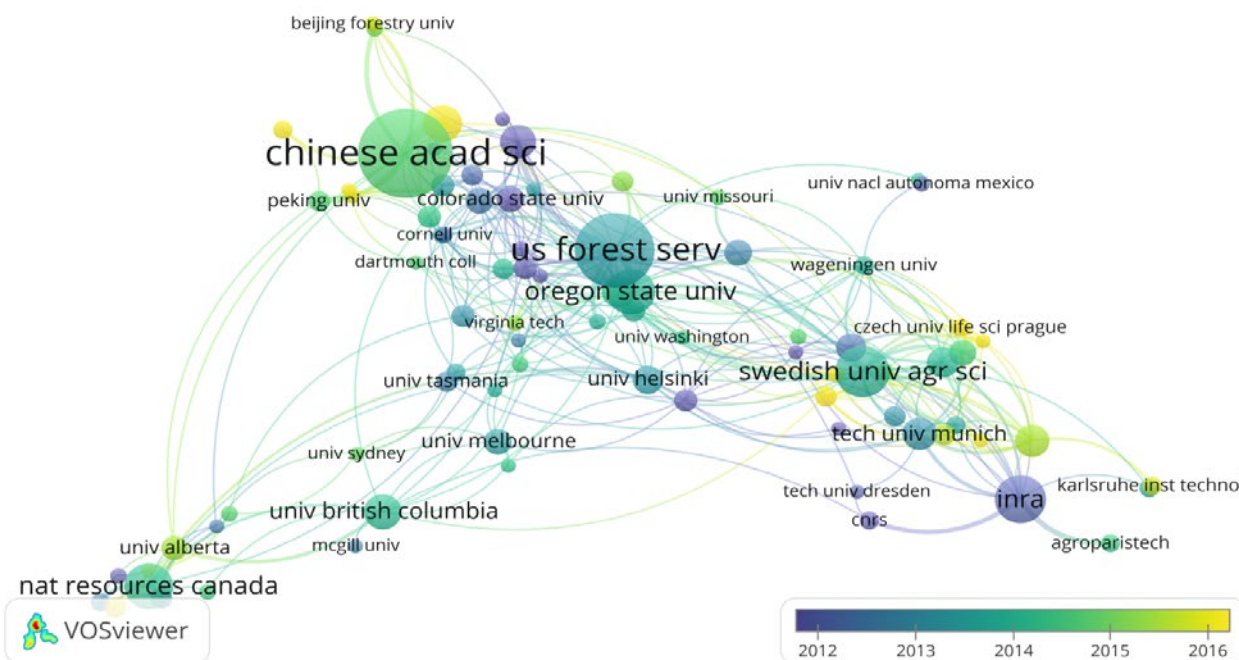 beijing forestry univ
chinese acad sci
peking univ
colorado state univ
univ missouri
univ nacl autonoma mexico
cornell univ
us forest serv
dartmouth coll
wageningen univ
oregon state univ
virginia tech
univ washington
czech univ life sci prague
univ tasmania
univ helsinki
swedish univ agr sci
univ melbourne
tech univ munich
univ sydney
tech univ dresden
inra
karlsruhe inst techno
univ british columbia
cnrs
mcgill univ
agroparistech
univ alberta
nat resources canada
VOSviewer
2012 2013 2014 2015 2016